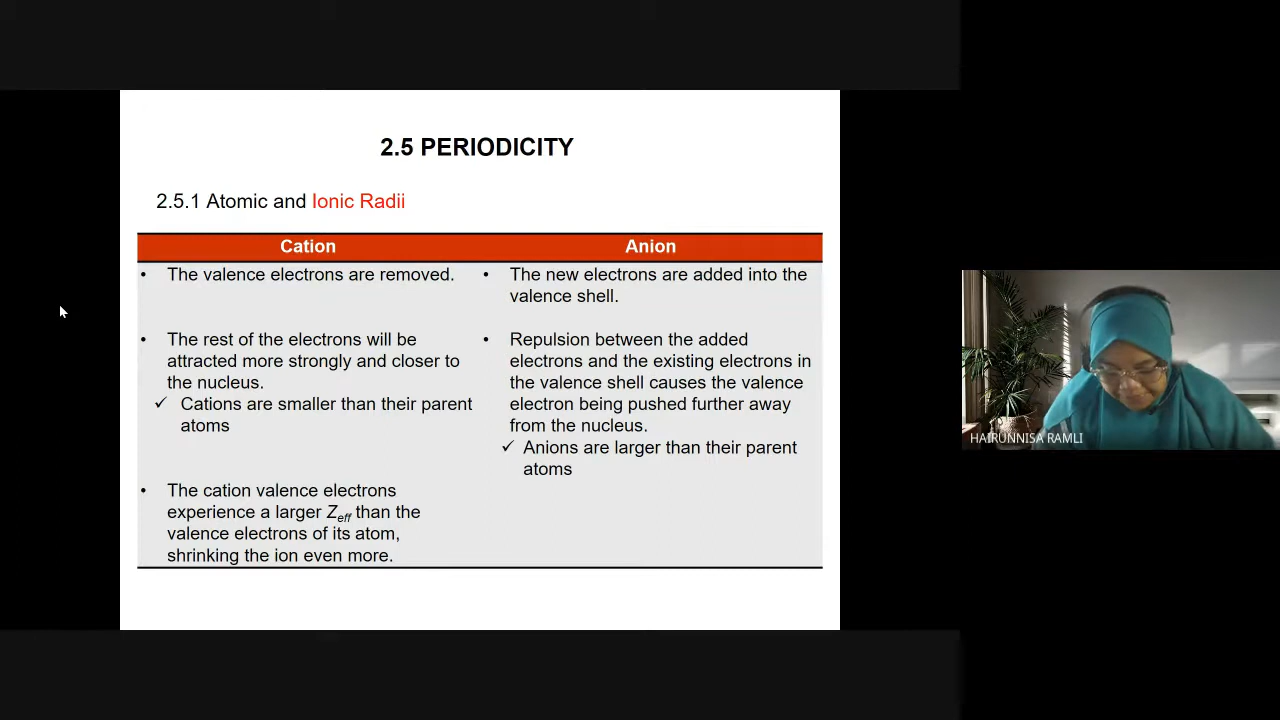 2.5 PERIODICITY
2.5.1 Atomic and Ionic Radii
Cation
• The valence electrons are removed.
• The rest of the electrons will be
attracted more strongly and closer to
the nucleus.
✓ Cations are smaller than their parent
atoms
• The cation valence electrons
experience a larger Zeff than the
valence electrons of its atom,
shrinking the ion even more.
Anion
• The new electrons are added into the
valence shell.
• Repulsion between the added
electrons and the existing electrons in
the valence shell causes the valence
electron being pushed further away
from the nucleus.
✓ Anions are larger than their parent
atoms
HAIRUNNISA RAMLI